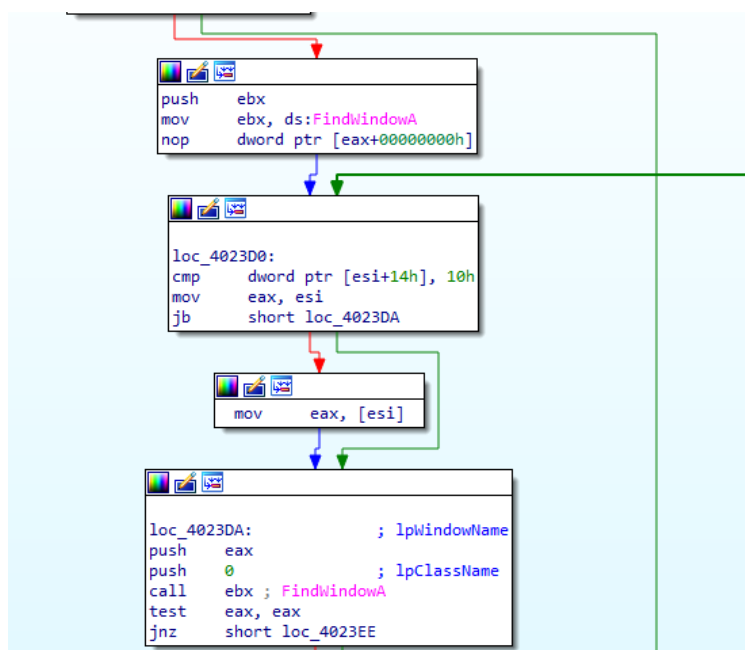 push    ebx
mov     ebx, ds:FindWindowA
nop     dword ptr [eax+00000000h]
loc_4023D0:
cmp     dword ptr [esi+14h], 10h
mov     eax, esi
jb      short loc_4023DA
mov     eax, [esi]
loc_4023DA:             ; lpWindowName
push    eax
push    0               ; lpClassName
call    ebx ; FindWindowA
test    eax, eax
jnz     short loc_4023EE